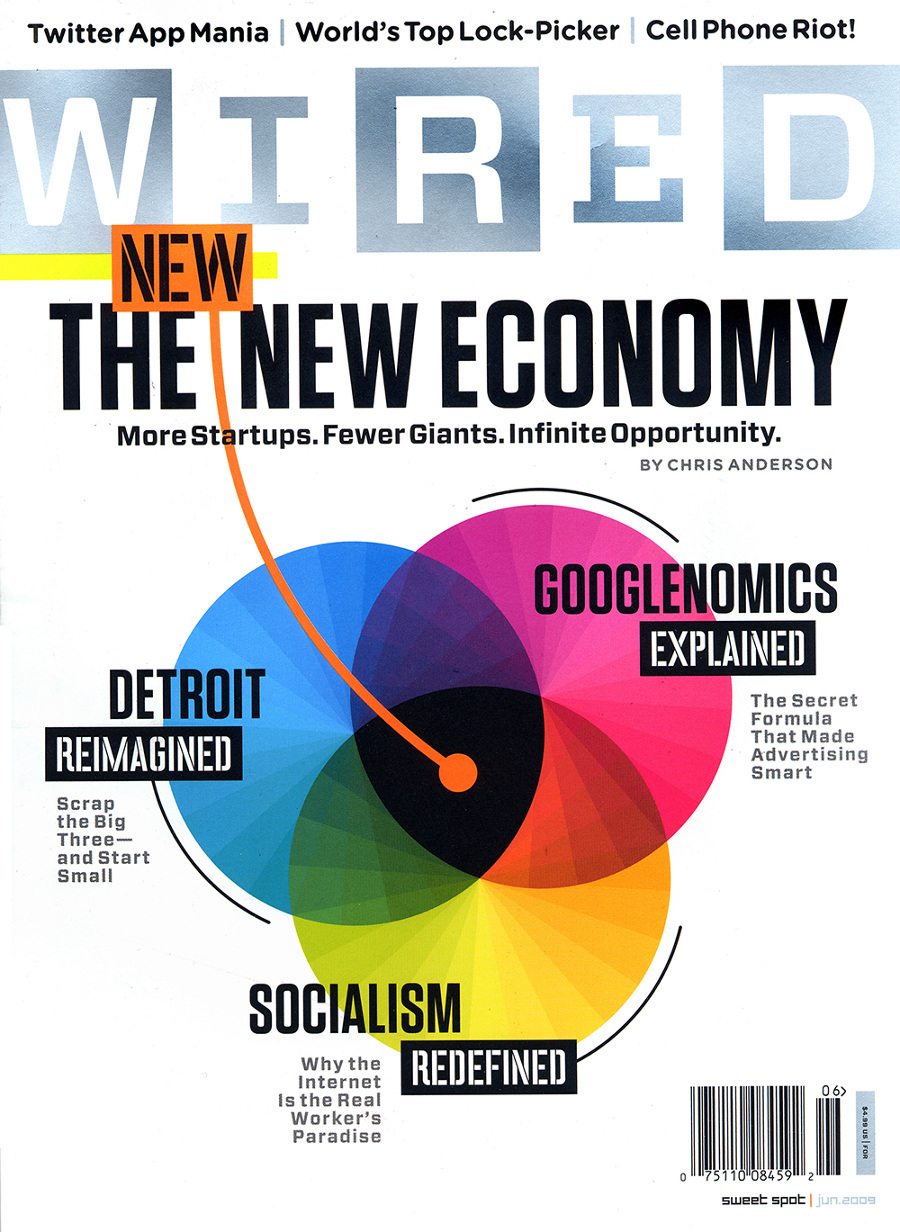 Twitter App Mania | World's Top Lock-Picker | Cell Phone Riot!
WIRED
NEW
THE NEW ECONOMY
More Startups. Fewer Giants. Infinite Opportunity.
BY CHRIS ANDERSON
GOOGLENOMICS
EXPLAINED
The Secret
Formula
That Made
Advertising
Smart
DETROIT
REIMAGINED
Scrap
the Big
Three—
and Start
Small
SOCIALISM
REDEFINED
Why the
Internet
Is the Real
Worker's
Paradise
06>
$4.99 US | FOR
0 75110 08459 2
sweet spot | jun.2009